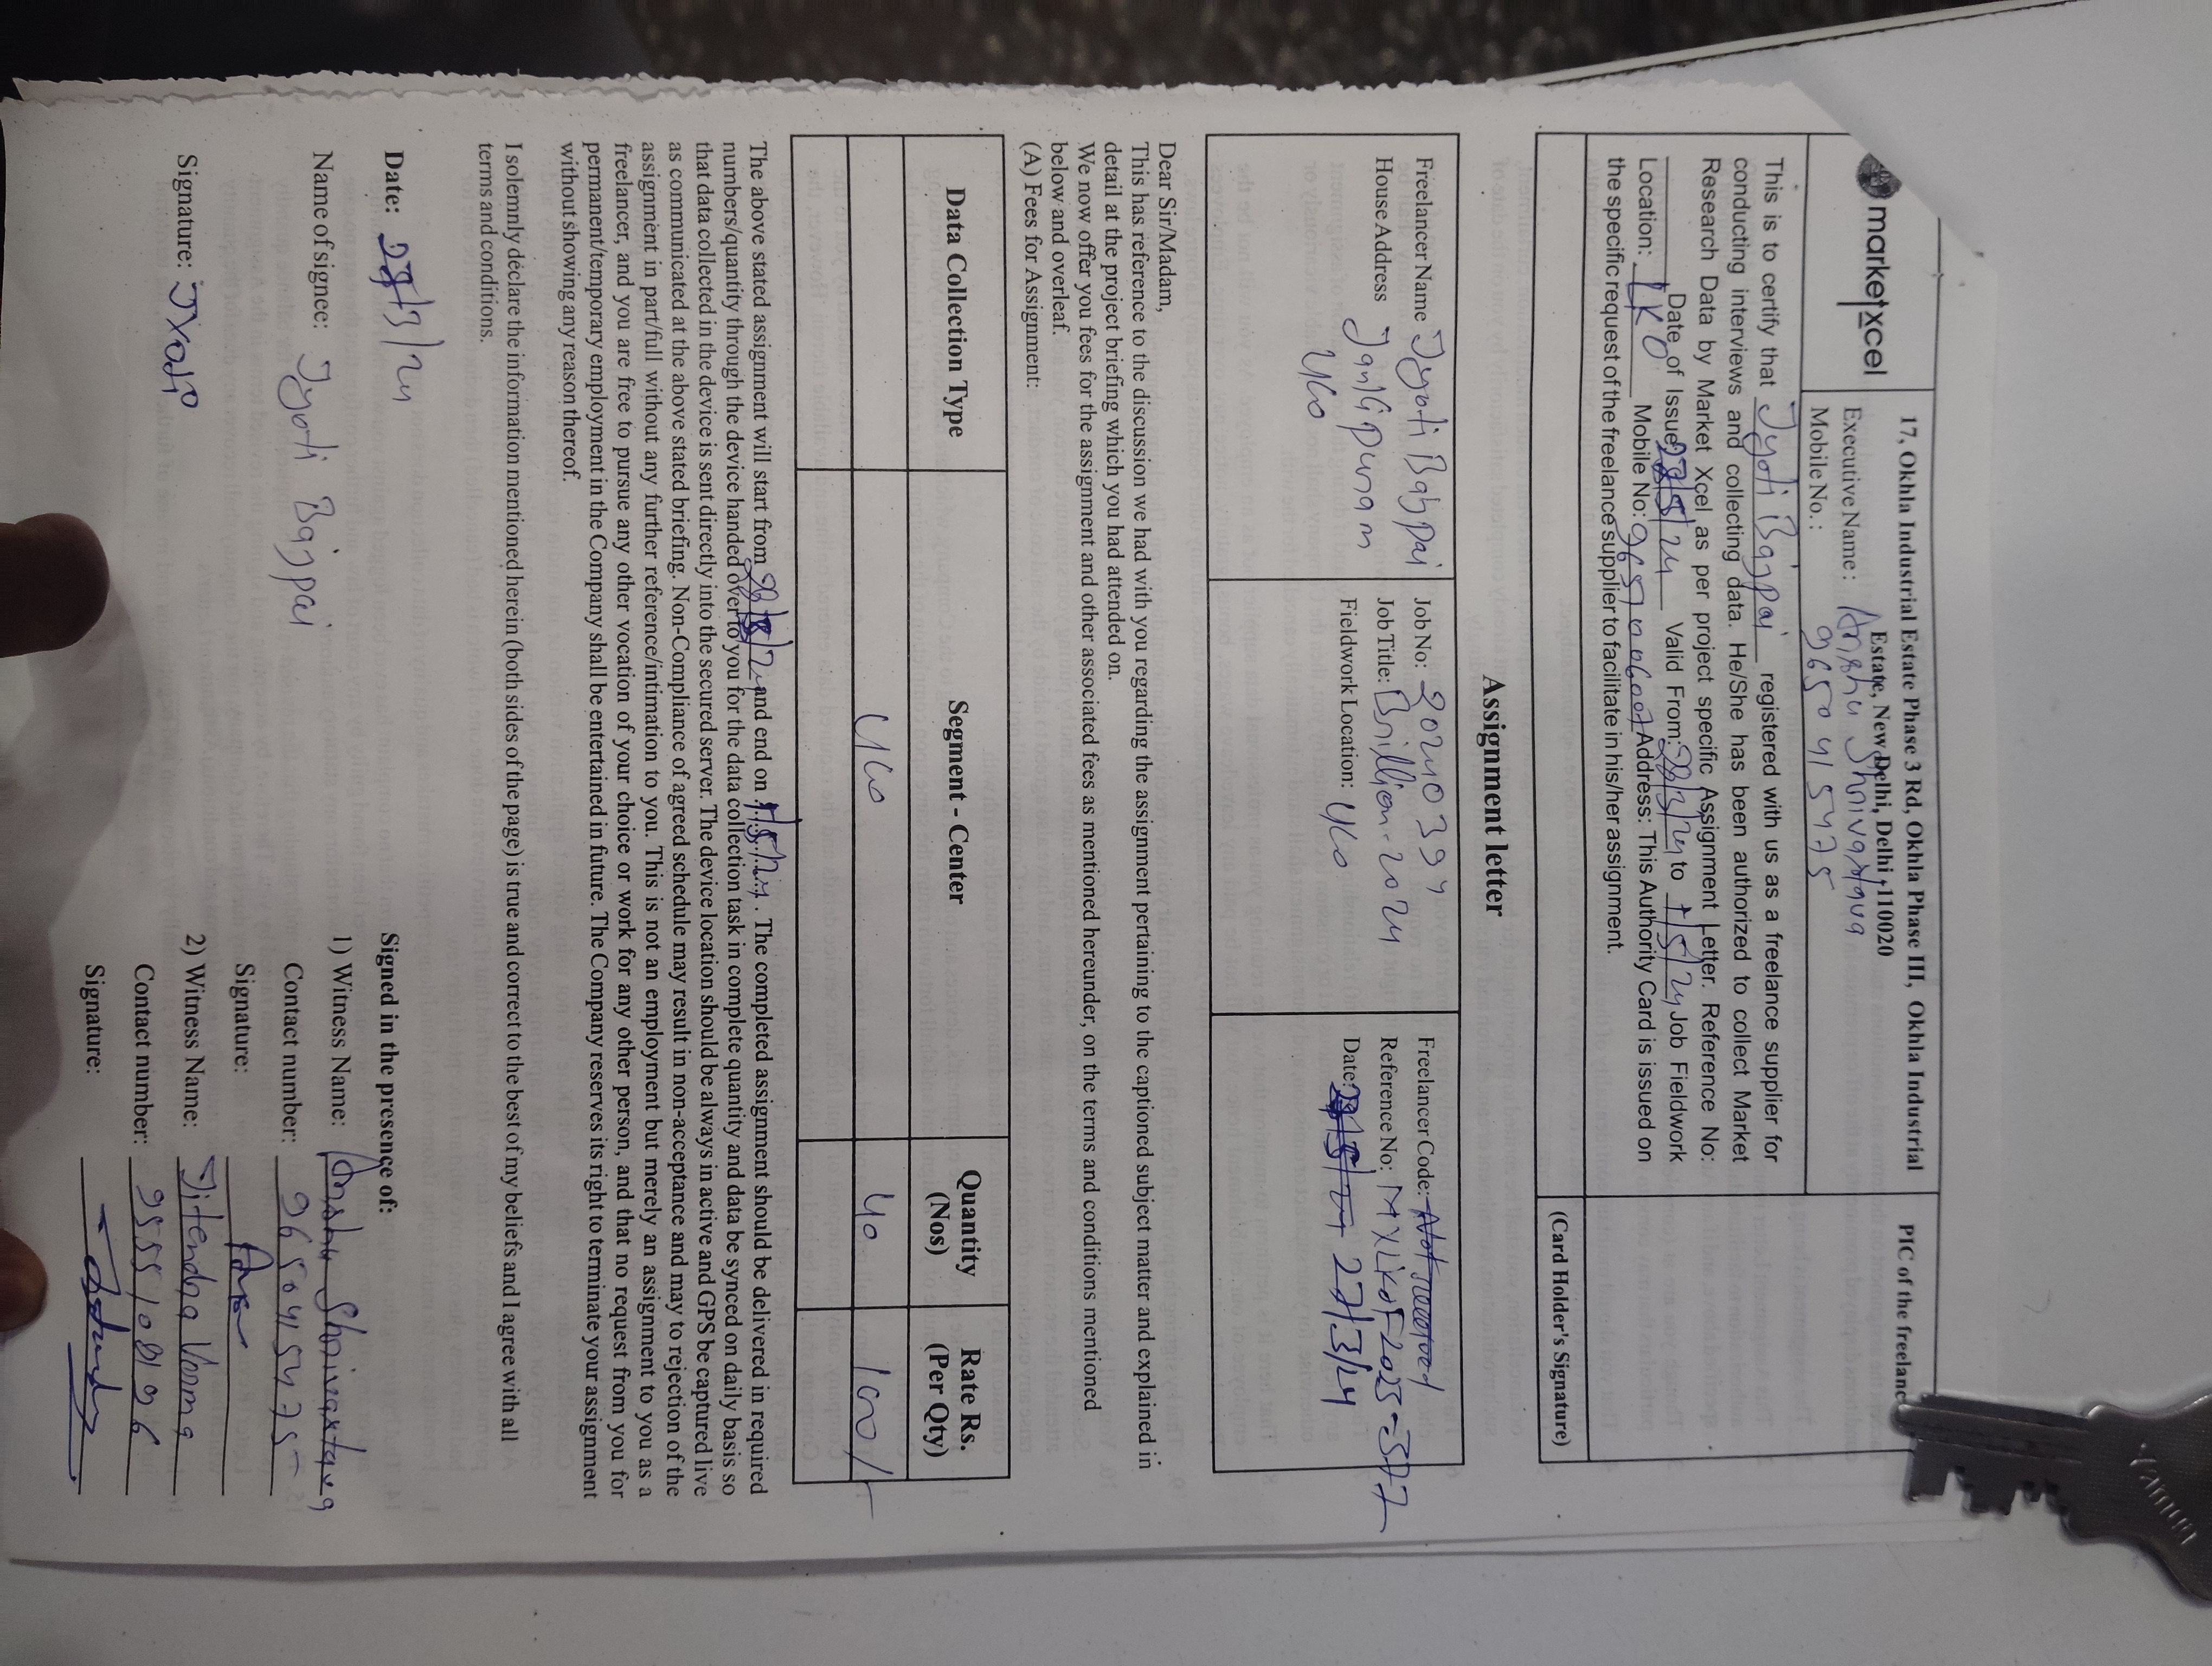 marketxcel
17, Okhla Industrial Estate Phase 3 Rd, Okhla Phase III, Okhla Industrial
Estate, New Delhi, Delhi, 110020
Executive Name: Anshu Shrivastava
Mobile No.: 9650415475
PIC of the freelanc
This is to certify that Jyoti Bajpai registered with us as a freelance supplier for
conducting interviews and collecting data. He/She has been authorized to collect Market
Research Data by Market Xcel, as per project specific Assignment Letter. Reference No:
Date of Issue Valid From: to Job Fieldwork
Location: LKO Mobile No: Address: This Authority Card is issued on
the specific request of the freelance supplier to facilitate in his/her assignment.
(Card Holder's Signature)
Assignment letter
Freelancer Name Jyoti Bajpai
House Address Jankipuram
LKO
Job No: 2024039
Job Title: Brillion-2024
Fieldwork Location: LKO
Freelancer Code:
Reference No:
Date: 27/3/24
Dear Sir/Madam,
This has reference to the discussion we had with you regarding the assignment pertaining to the captioned subject matter and explained in
detail at the project briefing which you had attended on.
We now offer you fees for the assignment and other associated fees as mentioned hereunder, on the terms and conditions mentioned
below and overleaf.
(A) Fees for Assignment:
Data Collection Type Segment - Center Quantity (Nos) Rate Rs. (Per Qty)
LKO 40 100/-
The above stated assignment will start from and end on . The completed assignment should be delivered in required
numbers/quantity through the device handed over to you for the data collection task in complete quantity and data be synced on daily basis so
that data collected in the device is sent directly into the secured server. The device location should be always in active and GPS be captured live
as communicated at the above stated briefing. Non-Compliance of agreed schedule may result in non-acceptance and may to rejection of the
assignment in part/full without any further reference/intimation to you. This is not an employment but merely an assignment to you as a
freelancer, and you are free to pursue any other vocation of your choice or work for any other person, and that no request from you for
permanent/temporary employment in the Company shall be entertained in future. The Company reserves its right to terminate your assignment
without showing any reason thereof.
I solemnly declare the information mentioned herein (both sides of the page) is true and correct to the best of my beliefs and I agree with all
terms and conditions.
Date:
Name of signee: Jyoti Bajpai
Signature: Jyoti
Signed in the presence of:
1) Witness Name: Anshu Shrivastava
Contact number: 9650415475
Signature:
2) Witness Name: Jitendra Verma
Contact number:
Signature: